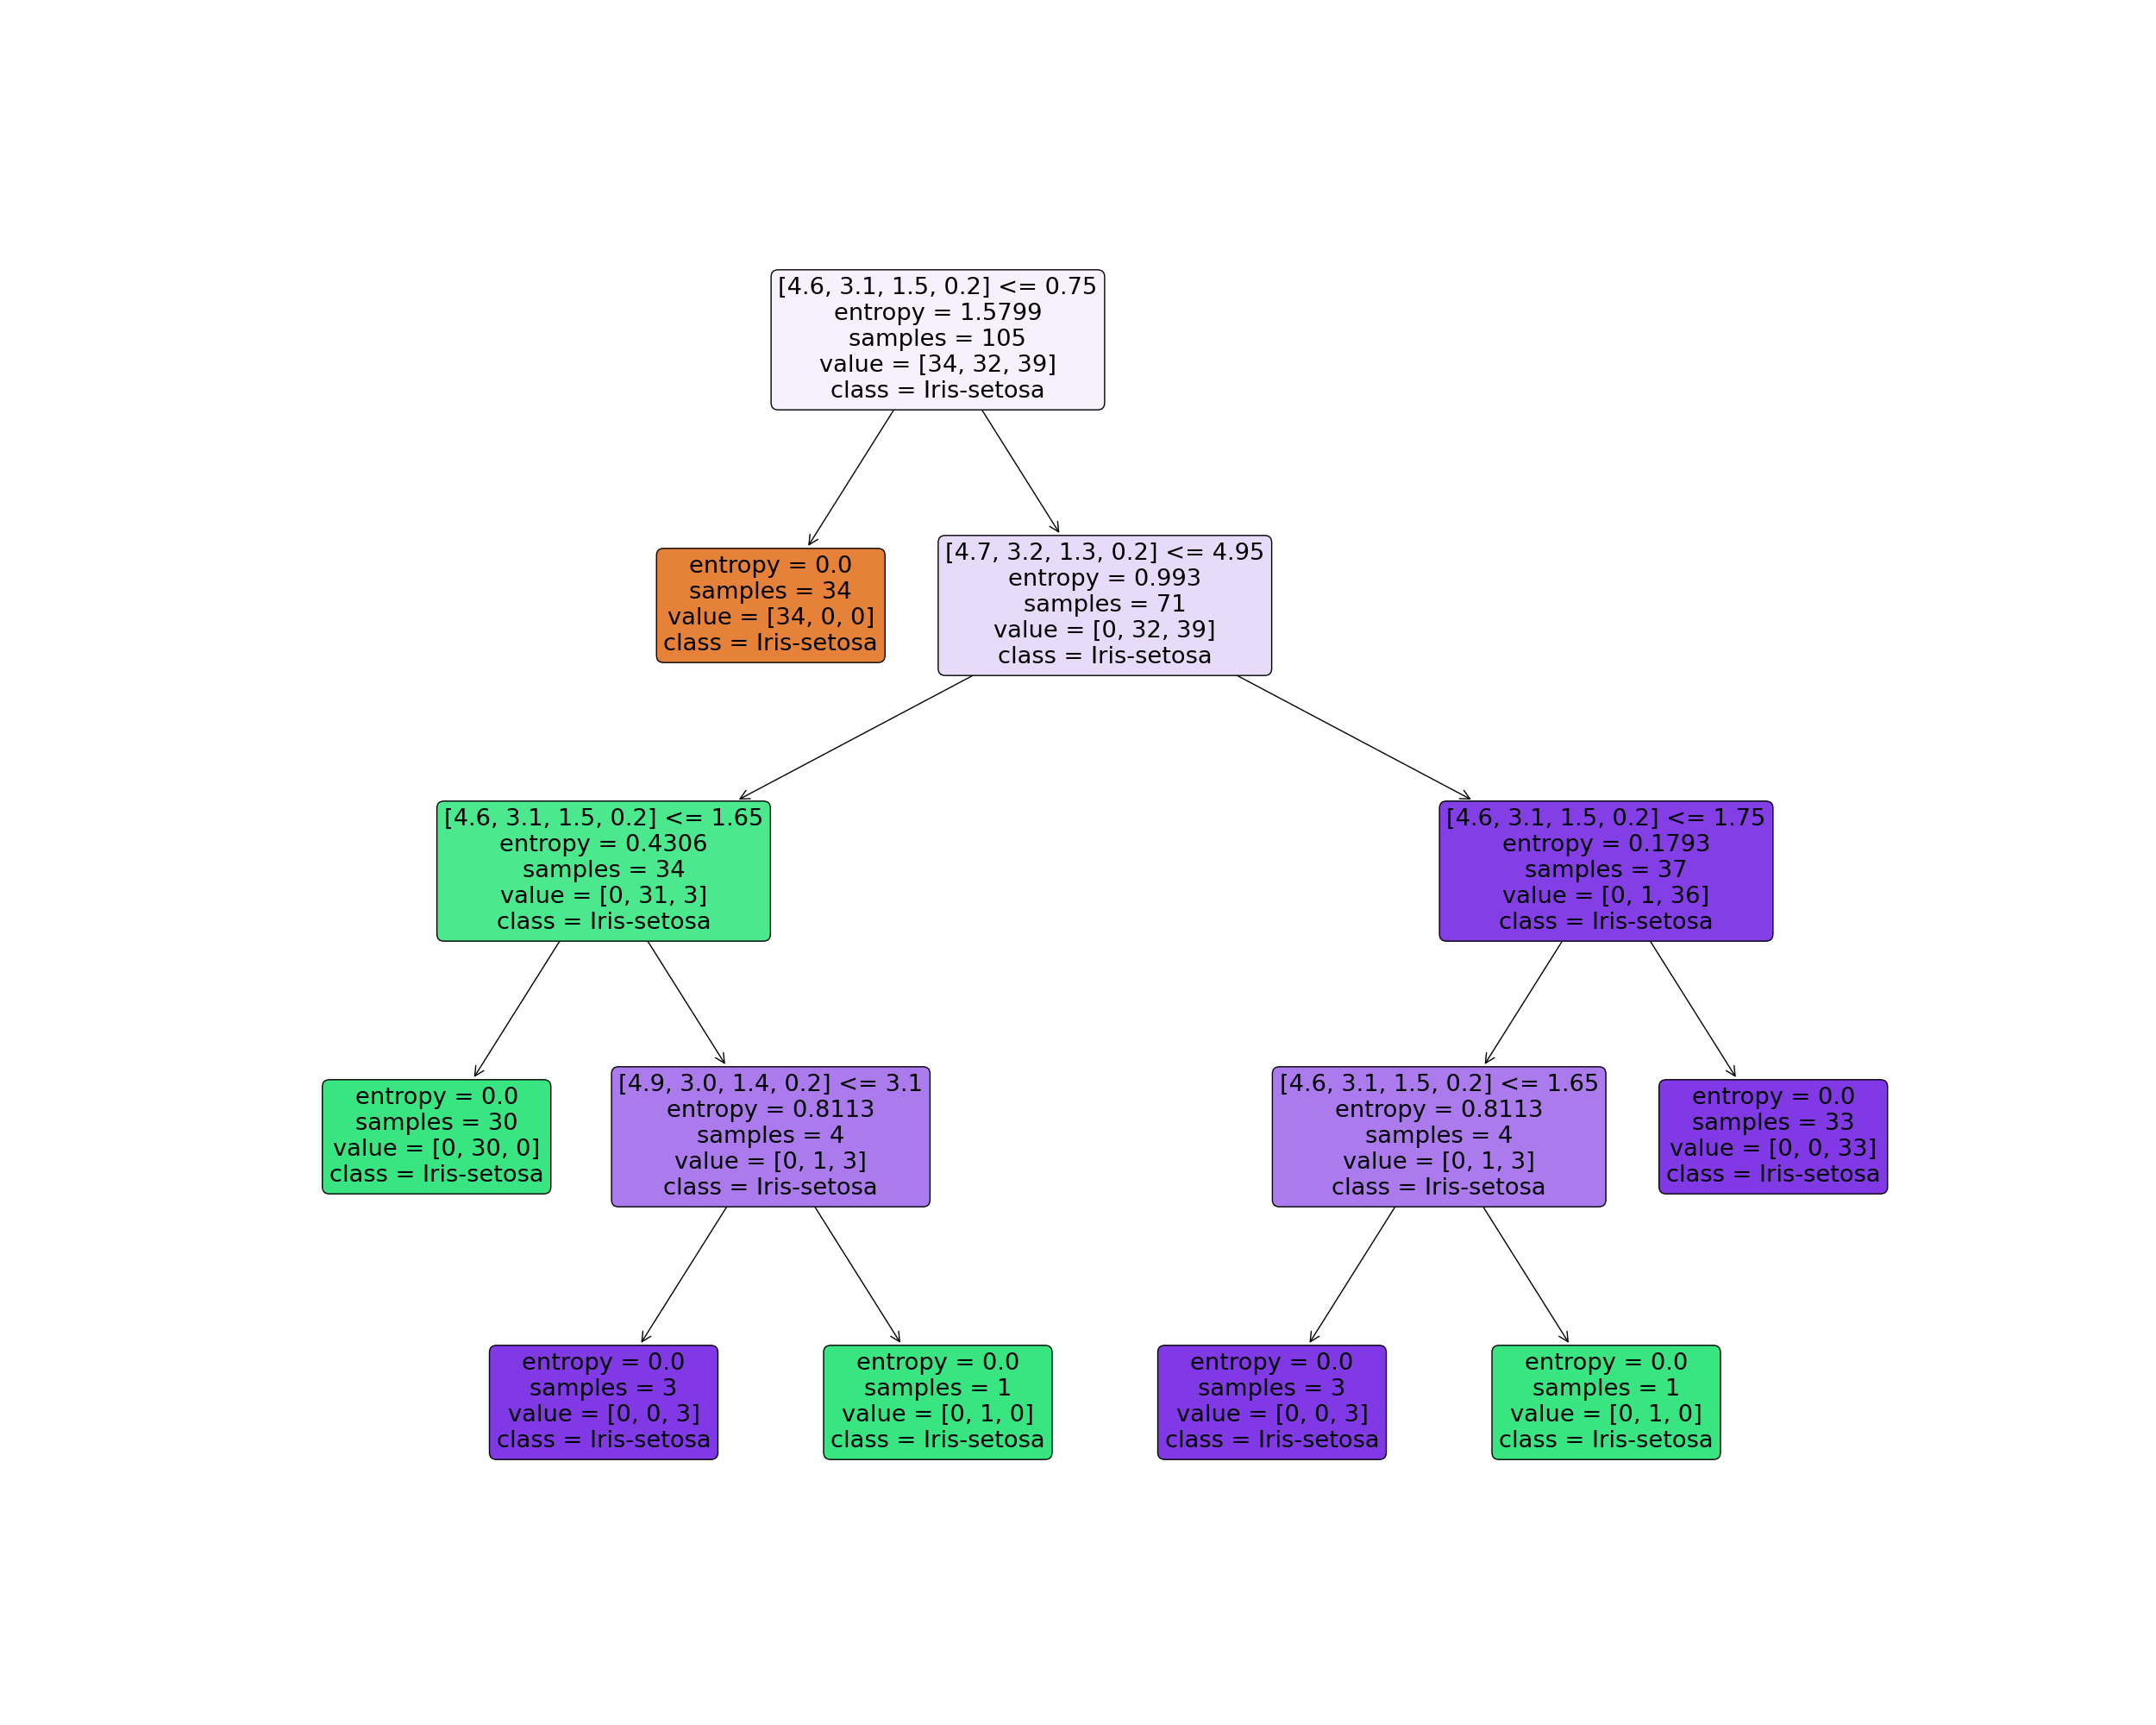 [4.6, 3.1, 1.5, 0.2] <= 0.75
entropy = 1.5799
samples = 105
value = [34, 32, 39]
class = Iris-setosa
entropy = 0.0
samples = 34
value = [34, 0, 0]
class = Iris-setosa
[4.7, 3.2, 1.3, 0.2] <= 4.95
entropy = 0.993
samples = 71
value = [0, 32, 39]
class = Iris-setosa
[4.6, 3.1, 1.5, 0.2] <= 1.65
entropy = 0.4306
samples = 34
value = [0, 31, 3]
class = Iris-setosa
[4.6, 3.1, 1.5, 0.2] <= 1.75
entropy = 0.1793
samples = 37
value = [0, 1, 36]
class = Iris-setosa
entropy = 0.0
samples = 30
value = [0, 30, 0]
class = Iris-setosa
[4.9, 3.0, 1.4, 0.2] <= 3.1
entropy = 0.8113
samples = 4
value = [0, 1, 3]
class = Iris-setosa
[4.6, 3.1, 1.5, 0.2] <= 1.65
entropy = 0.8113
samples = 4
value = [0, 1, 3]
class = Iris-setosa
entropy = 0.0
samples = 33
value = [0, 0, 33]
class = Iris-setosa
entropy = 0.0
samples = 3
value = [0, 0, 3]
class = Iris-setosa
entropy = 0.0
samples = 1
value = [0, 1, 0]
class = Iris-setosa
entropy = 0.0
samples = 3
value = [0, 0, 3]
class = Iris-setosa
entropy = 0.0
samples = 1
value = [0, 1, 0]
class = Iris-setosa